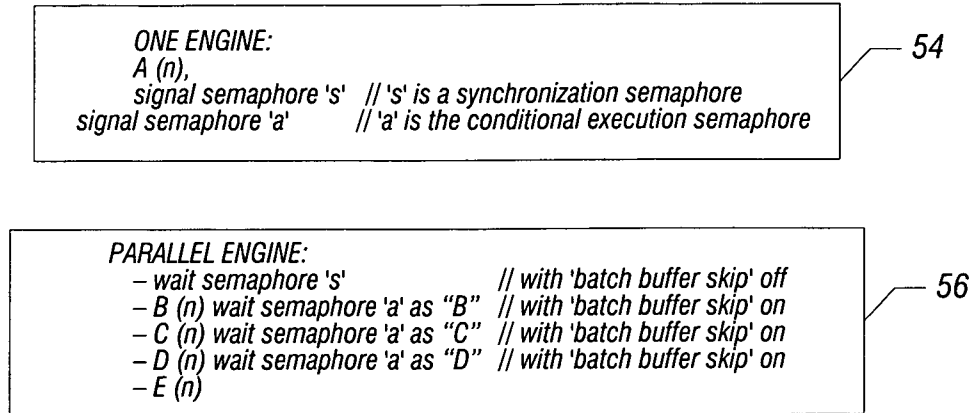 ONE ENGINE:
A (n),
signal semaphore 's' // 's' is a synchronization semaphore
signal semaphore 'a' // 'a' is the conditional execution semaphore
54
PARALLEL ENGINE:
– wait semaphore 's' // with 'batch buffer skip' off
– B (n) wait semaphore 'a' as "B" // with 'batch buffer skip' on
– C (n) wait semaphore 'a' as "C" // with 'batch buffer skip' on
– D (n) wait semaphore 'a' as "D" // with 'batch buffer skip' on
– E (n)
56